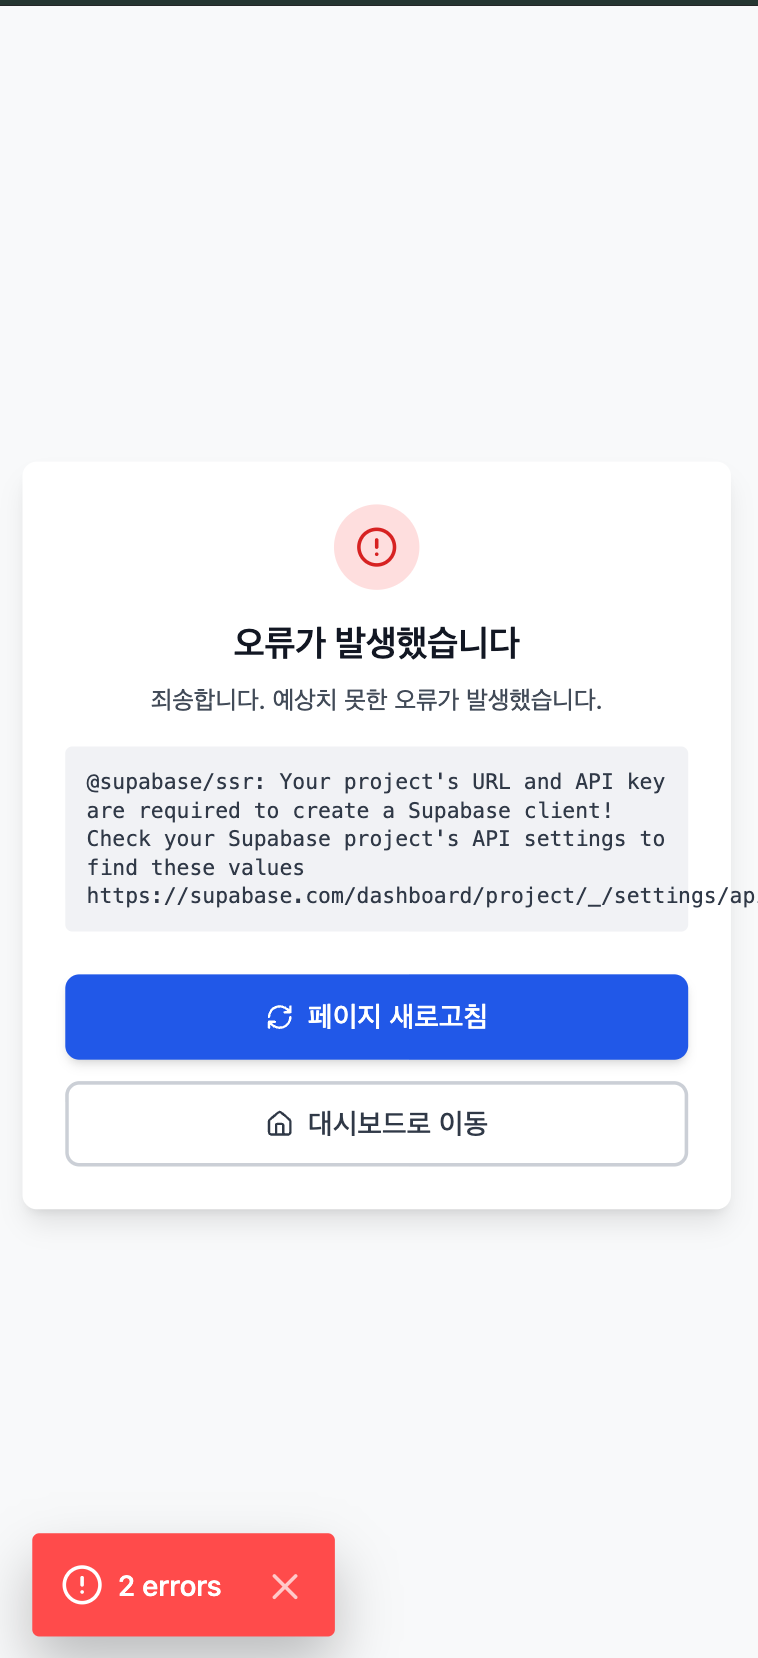 오류가 발생했습니다
죄송합니다. 예상치 못한 오류가 발생했습니다.
@supabase/ssr: Your project's URL and API key
are required to create a Supabase client!
Check your Supabase project's API settings to
find these values
https://supabase.com/dashboard/project/_/settings/ap
페이지 새로고침
대시보드로 이동
2 errors